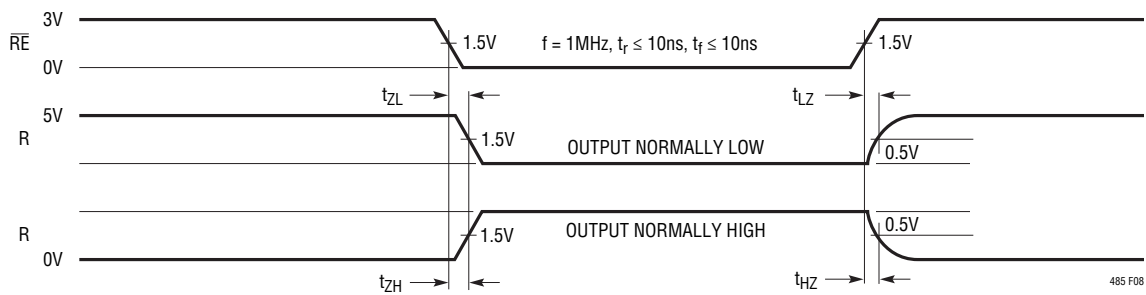 3V
RE
1.5V
f = 1MHz, tr ≤ 10ns, tf ≤ 10ns
1.5V
0V
tZL
tLZ
5V
R
1.5V
OUTPUT NORMALLY LOW
0.5V
R
1.5V
OUTPUT NORMALLY HIGH
0.5V
0V
tZH
tHZ
485 F08